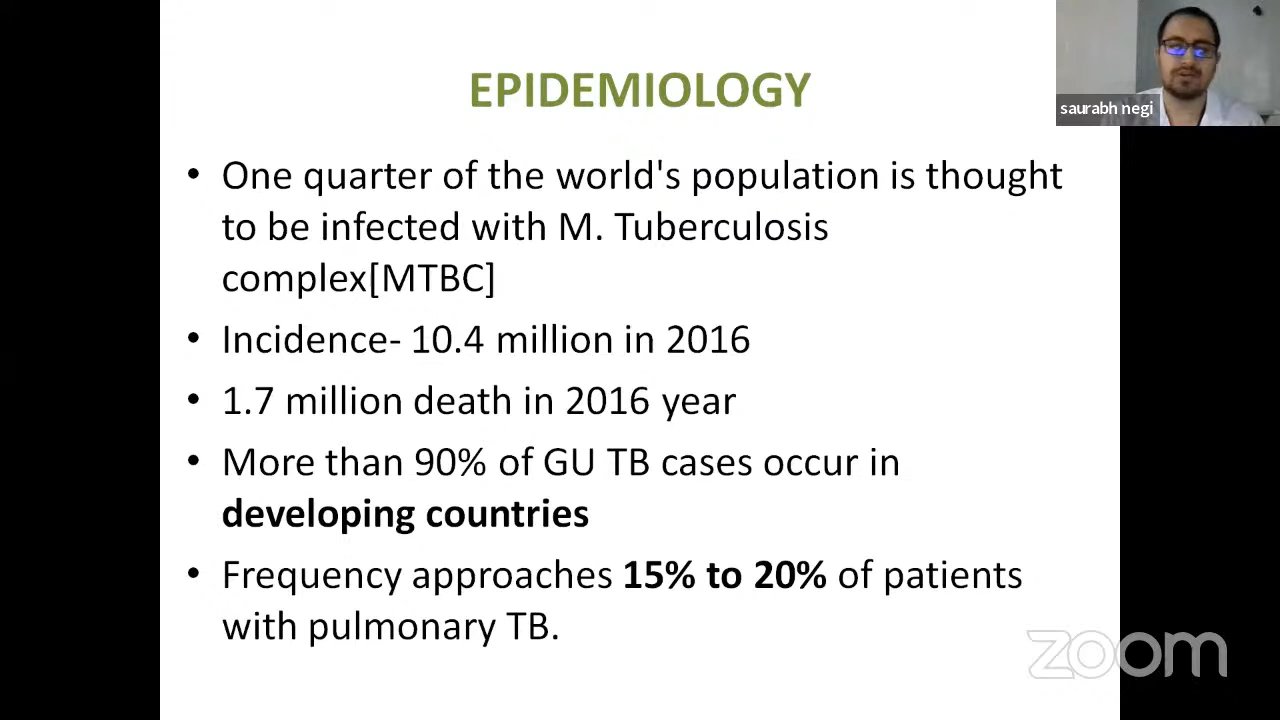 EPIDEMIOLOGY
saurabh negi
• One quarter of the world's population is thought
to be infected with M. Tuberculosis
complex[MTBC]
• Incidence- 10.4 million in 2016
• 1.7 million death in 2016 year
• More than 90% of GU TB cases occur in
developing countries
• Frequency approaches 15% to 20% of patients
with pulmonary TB.
zoom